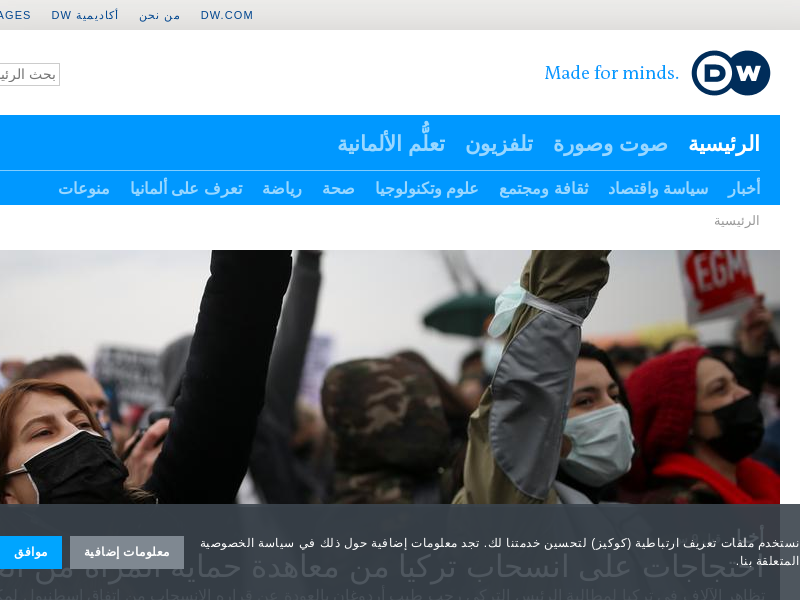 DW.COM من نحن أكاديمية DW AGES
DW Made for minds.
بحث
الرئيسية صوت وصورة تلفزيون تعلُّم الألمانية
أخبار سياسة واقتصاد ثقافة ومجتمع علوم وتكنولوجيا صحة رياضة تعرف على ألمانيا منوعات
الرئيسية
EGM
نستخدم ملفات تعريف ارتباطية (كوكيز) لتحسين خدمتنا لك. تجد معلومات إضافية حول ذلك في سياسة الخصوصية
المتعلقة بنا.
معلومات إضافية موافق
احتجاجات على انسحاب تركيا من معاهدة حماية المرأة من